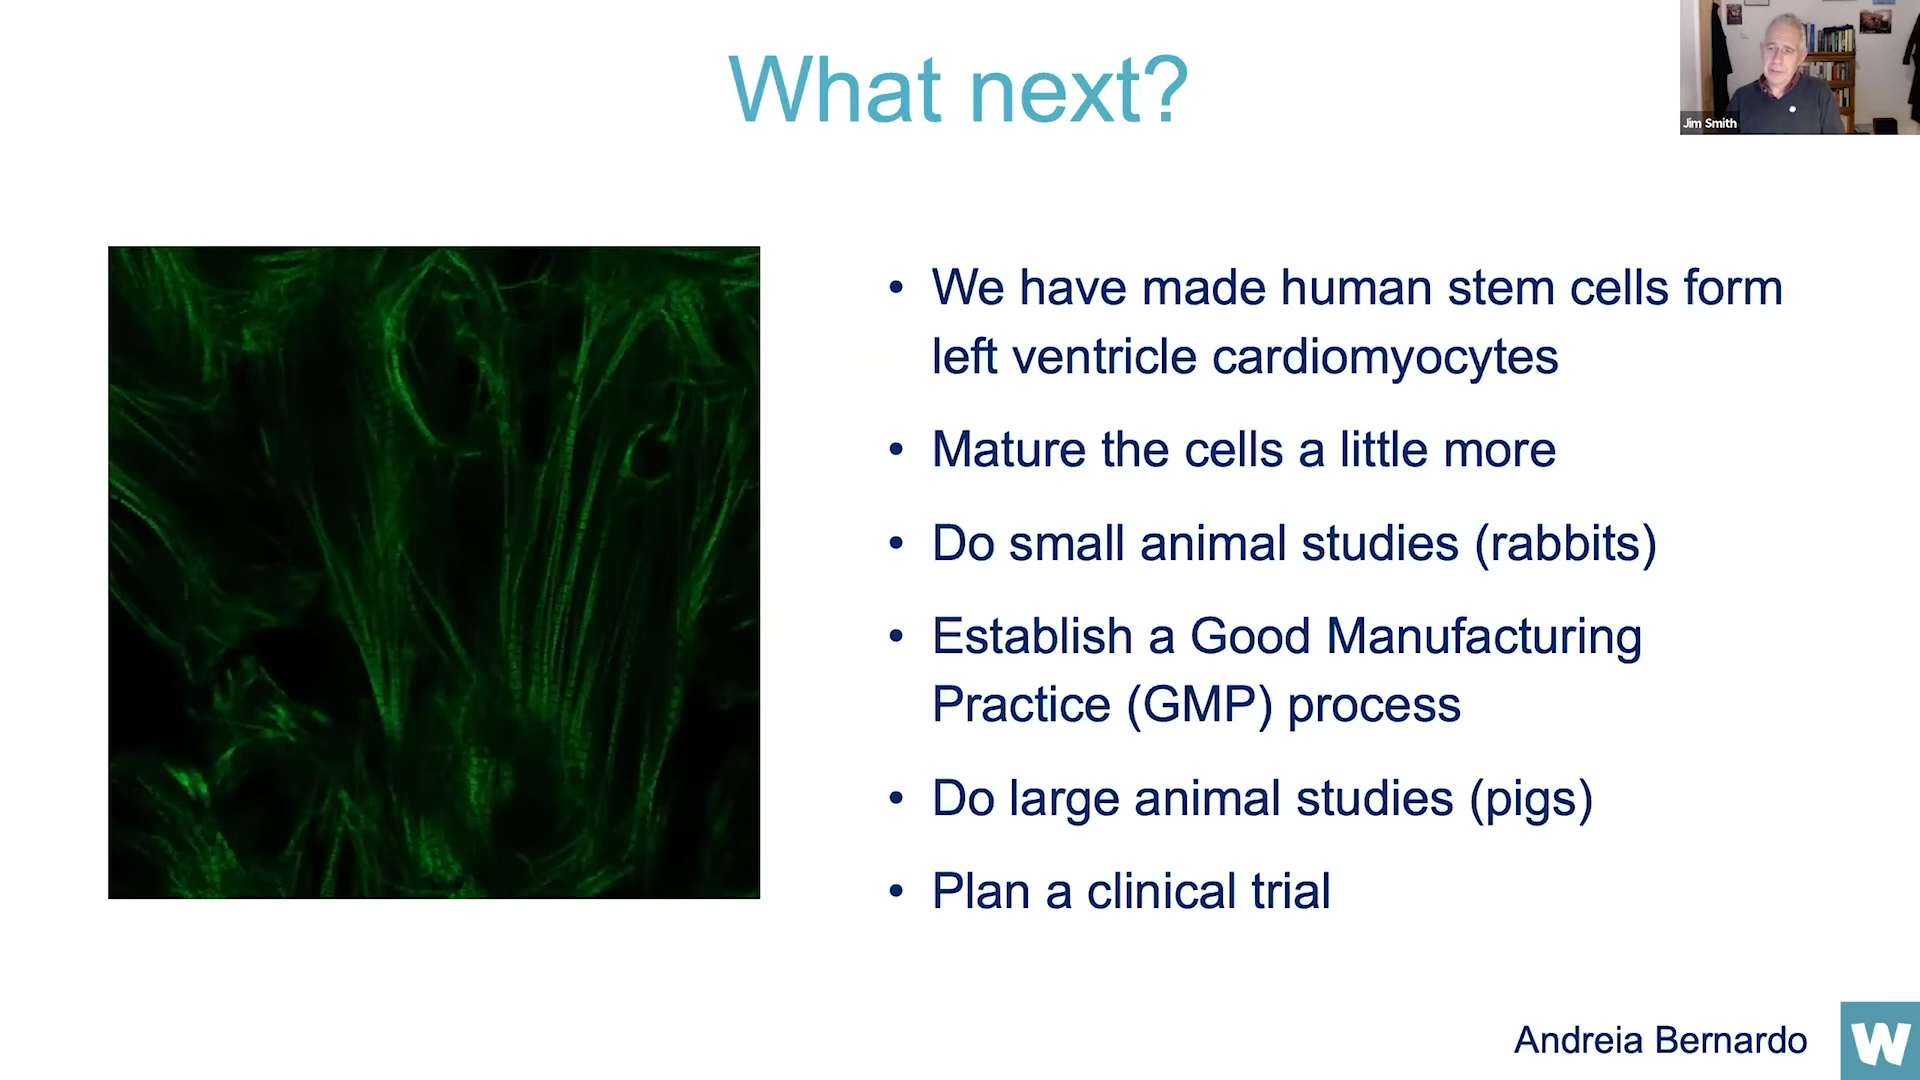 What next?
Jim Smith
• We have made human stem cells form
left ventricle cardiomyocytes
• Mature the cells a little more
• Do small animal studies (rabbits)
• Establish a Good Manufacturing
Practice (GMP) process
• Do large animal studies (pigs)
• Plan a clinical trial
Andreia Bernardo
W